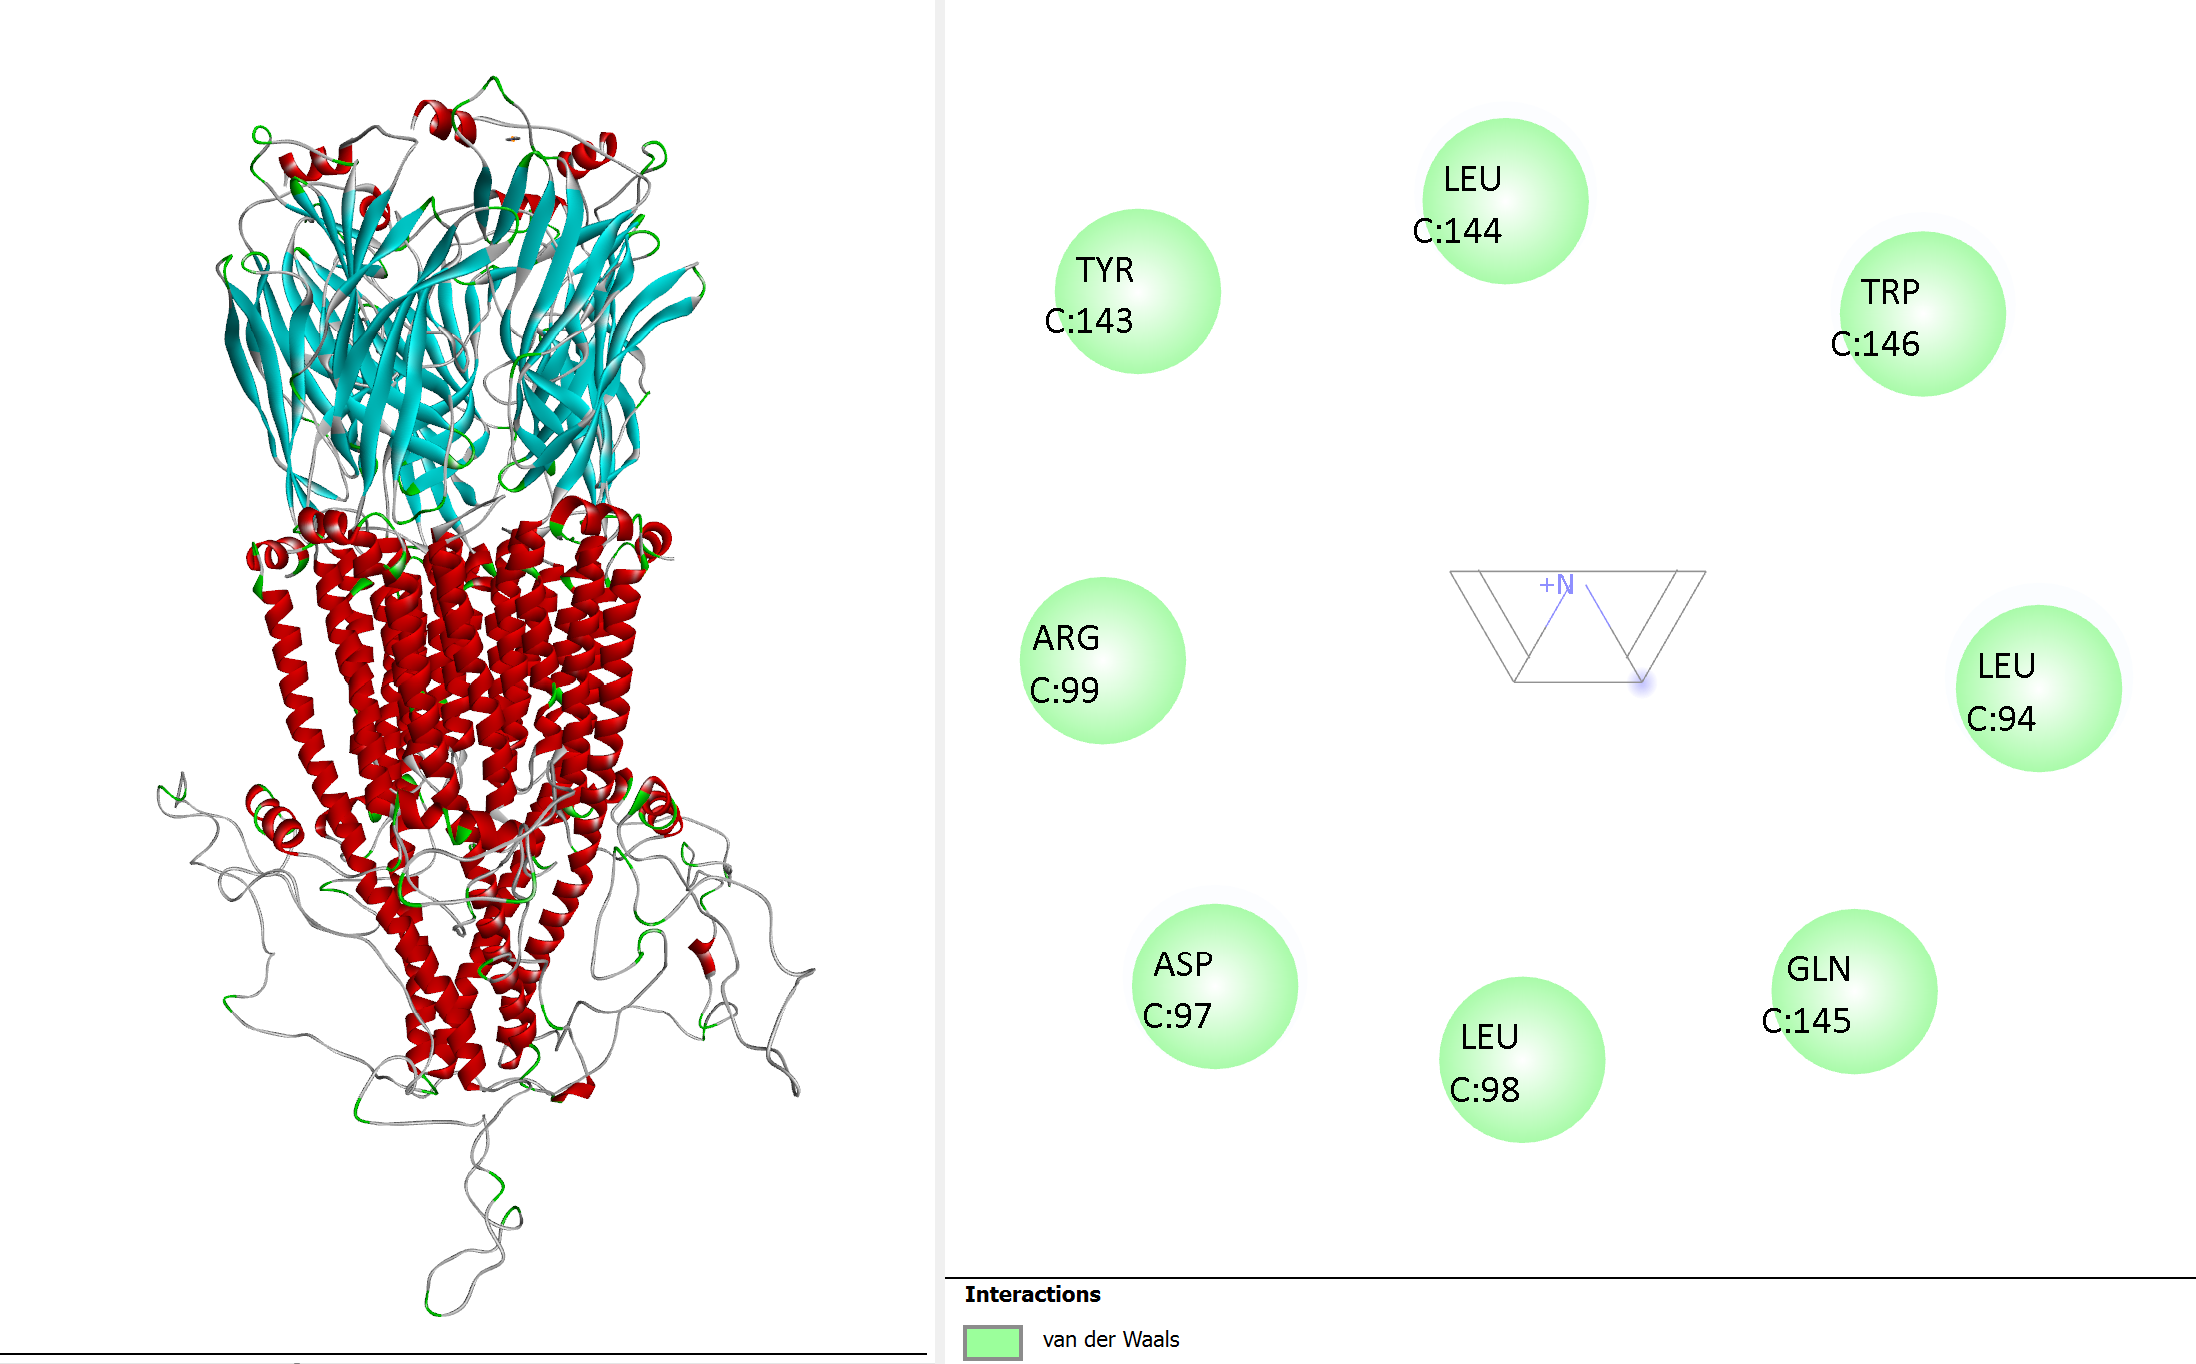 LEU
C:144
TYR
C:143
TRP
C:146
+N
ARG
C:99
LEU
C:94
ASP
C:97
GLN
C:145
LEU
C:98
Interactions
van der Waals